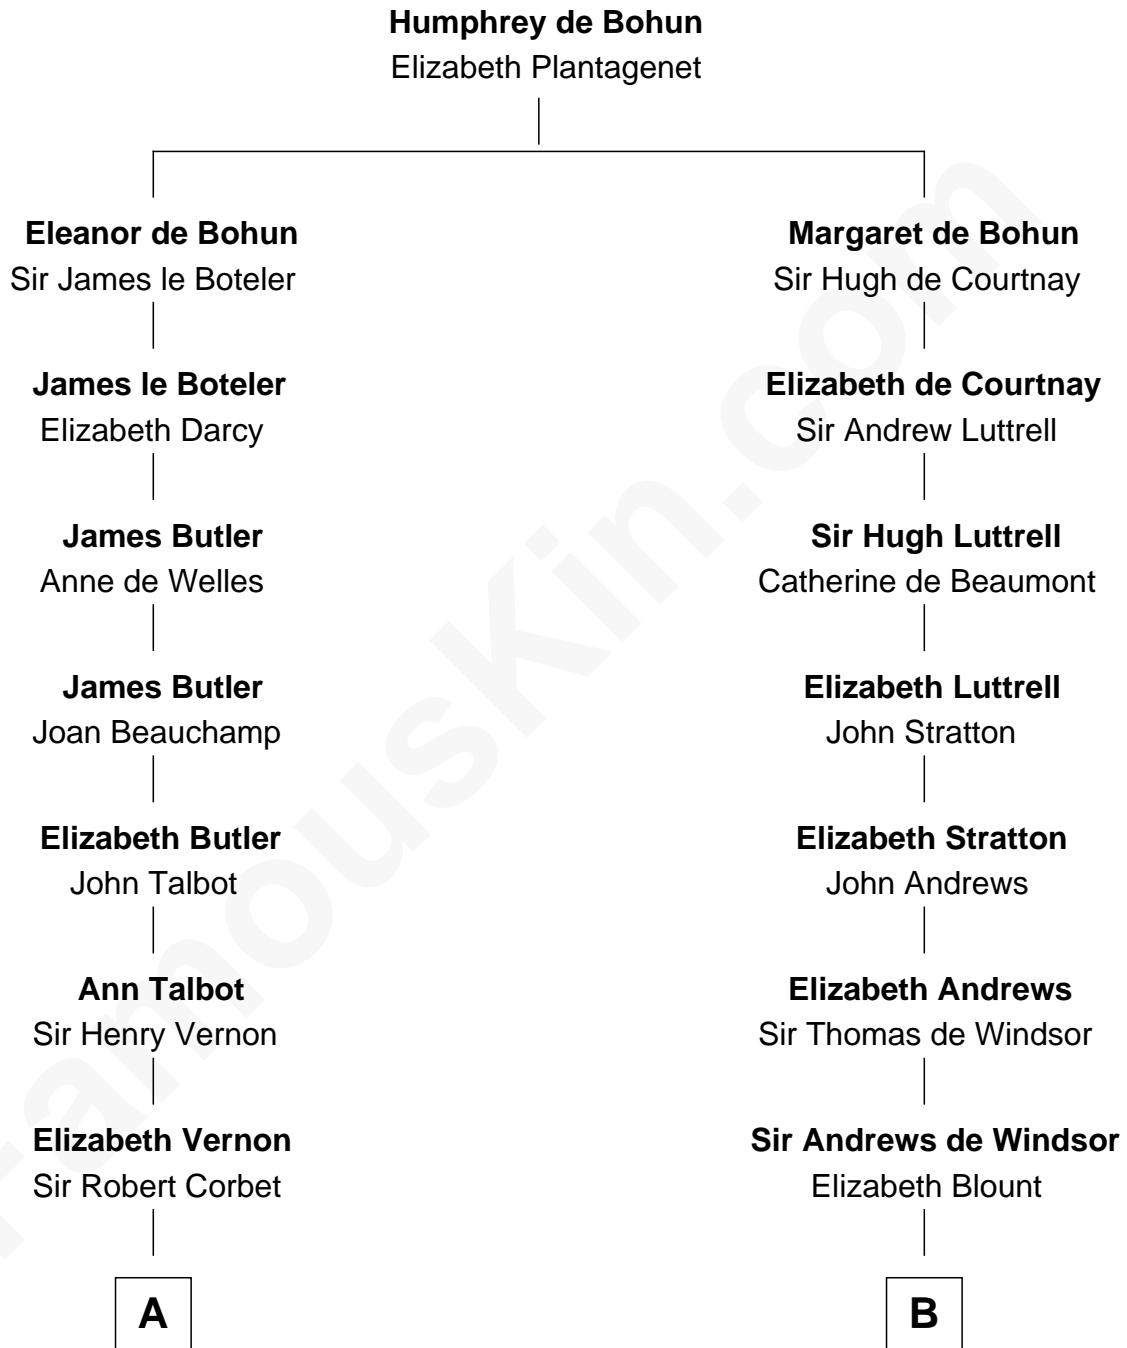 Humphrey de Bohun
Elizabeth Plantagenet
Eleanor de Bohun
Sir James le Boteler
James le Boteler
Elizabeth Darcy
James Butler
Anne de Welles
James Butler
Joan Beauchamp
Elizabeth Butler
John Talbot
Ann Talbot
Sir Henry Vernon
Elizabeth Vernon
Sir Robert Corbet
A
Margaret de Bohun
Sir Hugh de Courtnay
Elizabeth de Courtnay
Sir Andrew Luttrell
Sir Hugh Luttrell
Catherine de Beaumont
Elizabeth Luttrell
John Stratton
Elizabeth Stratton
John Andrews
Elizabeth Andrews
Sir Thomas de Windsor
Sir Andrews de Windsor
Elizabeth Blount
B
FamousKin.com